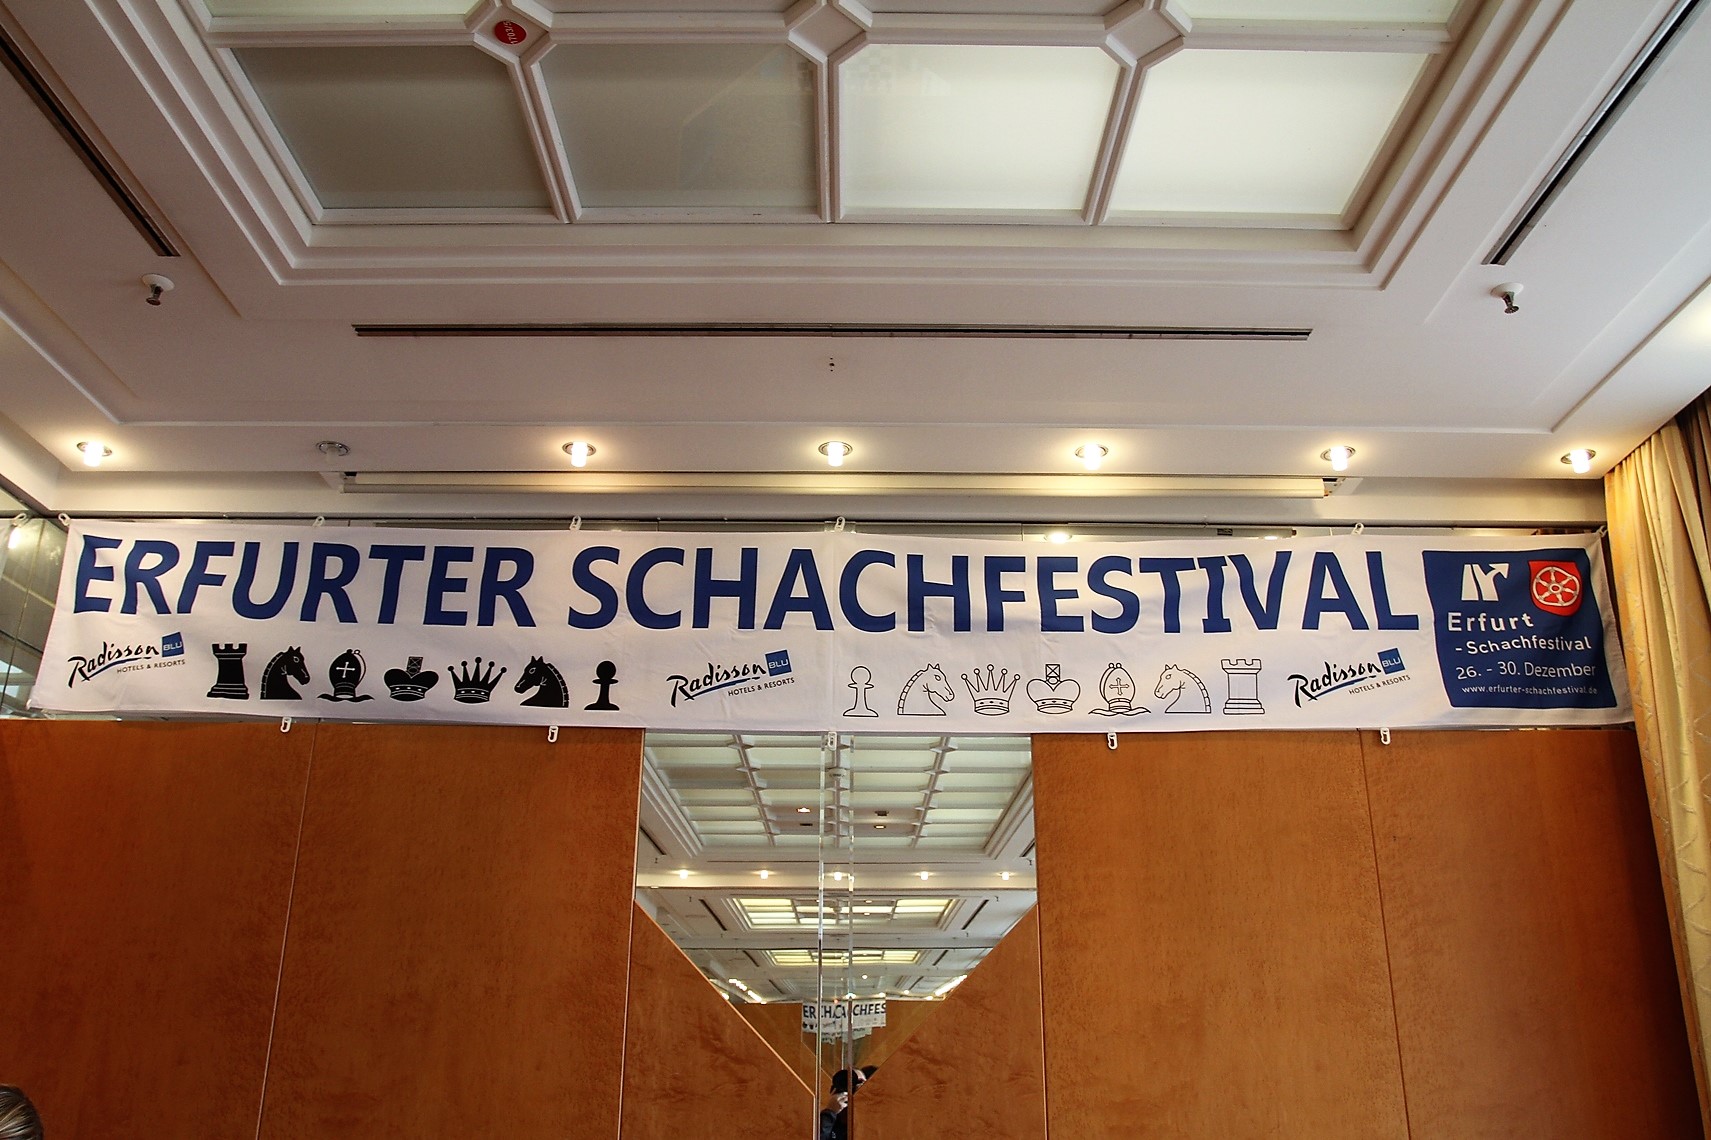 ERFURTER SCHACHFESTIVAL
Radisson BLU
HOTELS & RESORTS
Radisson BLU
HOTELS & RESORTS
Radisson BLU
HOTELS & RESORTS
Erfurt
- Schachfestival
26. - 30. Dezember
www.erfurter-schachfestival.de